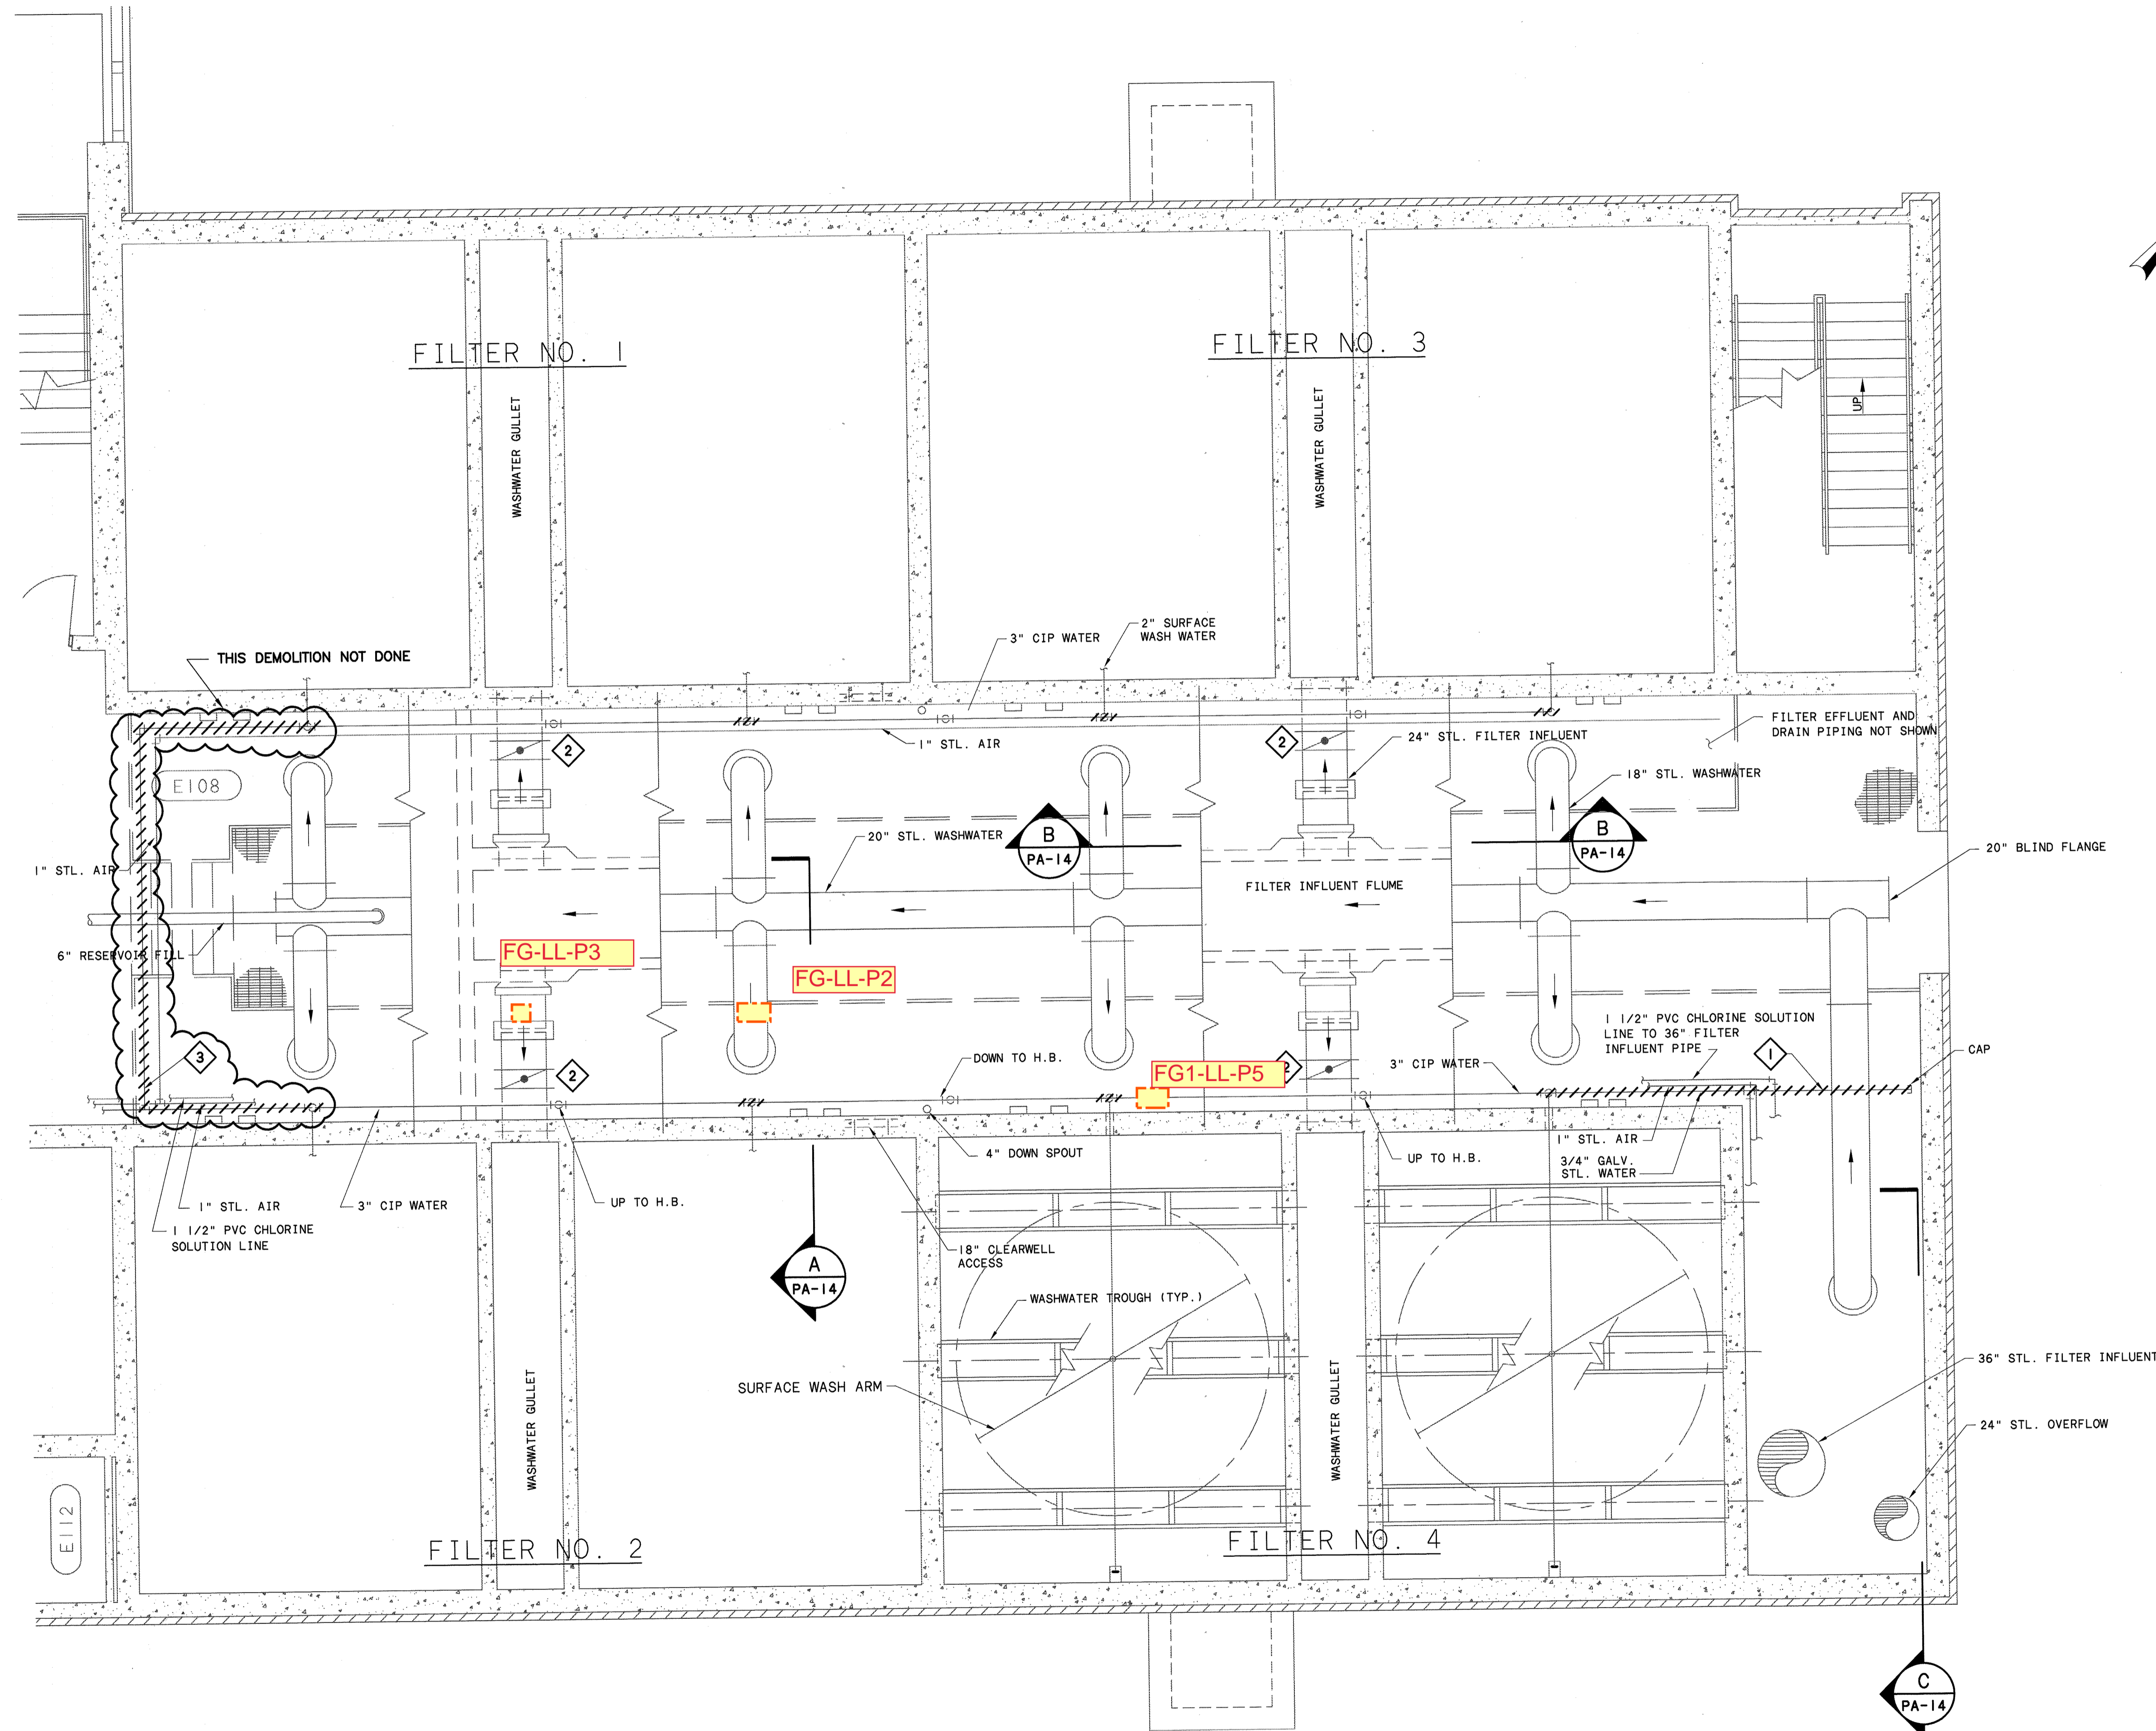 FILTER NO. 1
FILTER NO. 3
WASHWATER GULLET
WASHWATER GULLET
UP
THIS DEMOLITION NOT DONE
3" CIP WATER
2" SURFACE
WASH WATER
1" STL. AIR
2
2
24" STL. FILTER INFLUENT
FILTER EFFLUENT AND
DRAIN PIPING NOT SHOWN
E108
18" STL. WASHWATER
20" STL. WASHWATER
B
PA-14
B
PA-14
20" BLIND FLANGE
1" STL. AIR
FILTER INFLUENT FLUME
6" RESERVOIR FILL
FG-LL-P3
FG-LL-P2
1 1/2" PVC CHLORINE SOLUTION
LINE TO 36" FILTER
INFLUENT PIPE
3
2
DOWN TO H.B.
FG1-LL-P5
2
3" CIP WATER
1
CAP
4" DOWN SPOUT
UP TO H.B.
1" STL. AIR
3/4" GALV.
STL. WATER
1" STL. AIR
3" CIP WATER
UP TO H.B.
1 1/2" PVC CHLORINE
SOLUTION LINE
18" CLEARWELL
ACCESS
A
PA-14
WASHWATER TROUGH (TYP.)
SURFACE WASH ARM
WASHWATER GULLET
WASHWATER GULLET
36" STL. FILTER INFLUENT
24" STL. OVERFLOW
E112
FILTER NO. 2
FILTER NO. 4
C
PA-14